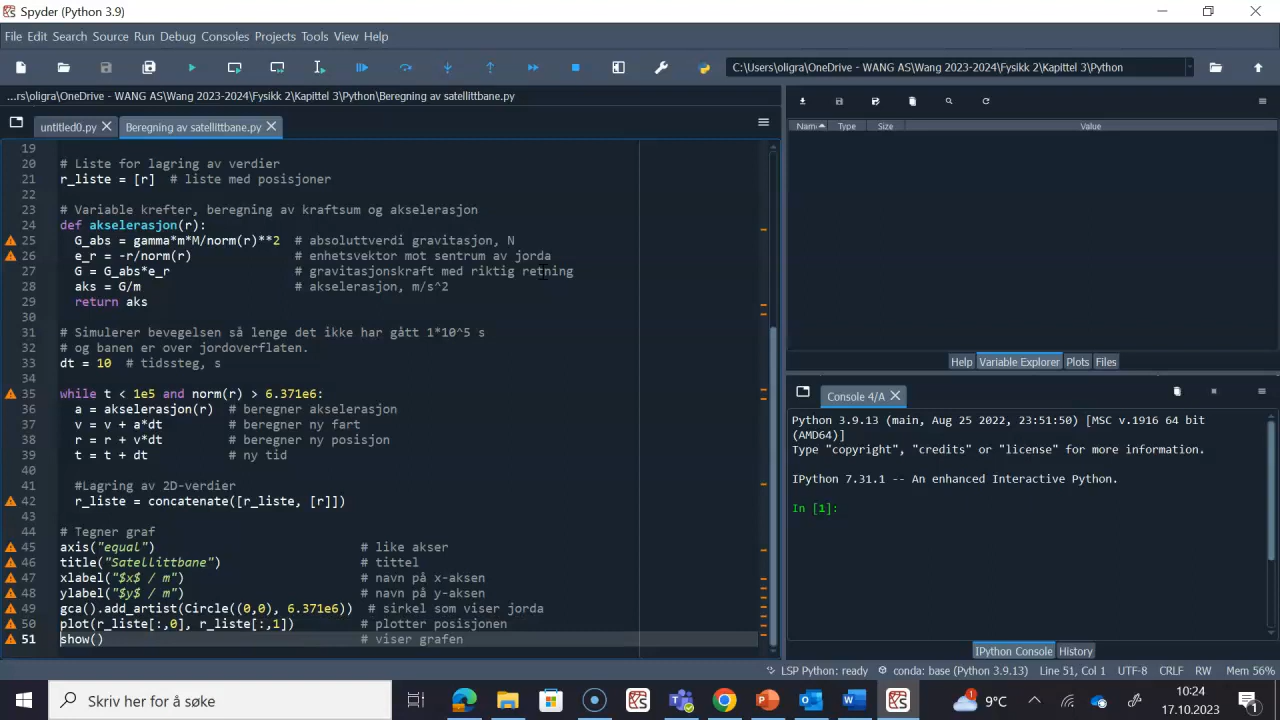 Spyder (Python 3.9)
File Edit Search Source Run Debug Consoles Projects Tools View Help
C:\Users\oligra\OneDrive - WANG AS\Wang 2023-2024\Fysikk 2\Kapittel 3\Python
...rs\oligra\OneDrive - WANG AS\Wang 2023-2024\Fysikk 2\Kapittel 3\Python\Beregning av satellittbane.py
untitled0.py Beregning av satellittbane.py
19
20 # Liste for lagring av verdier
21 r_liste = [r]  # liste med posisjoner
22
23 # Variable krefter, beregning av kraftsum og akselerasjon
24 def akselerasjon(r):
25   G_abs = gamma*m*M/norm(r)**2  # absoluttverdi gravitasjon, N
26   e_r = -r/norm(r)              # enhetsvektor mot sentrum av jorda
27   G = G_abs*e_r                 # gravitasjonskraft med riktig retning
28   aks = G/m                     # akselerasjon, m/s^2
29   return aks
30
31 # Simulerer bevegelsen så lenge det ikke har gått 1*10^5 s
32 # og banen er over jordoverflaten.
33 dt = 10  # tidssteg, s
34
35 while t < 1e5 and norm(r) > 6.371e6:
36   a = akselerasjon(r)  # beregner akselerasjon
37   v = v + a*dt         # beregner ny fart
38   r = r + v*dt         # beregner ny posisjon
39   t = t + dt           # ny tid
40
41   #Lagring av 2D-verdier
42   r_liste = concatenate([r_liste, [r]])
43
44 # Tegner graf
45 axis("equal")                            # like akser
46 title("Satellittbane")                   # tittel
47 xlabel("$x$ / m")                        # navn på x-aksen
48 ylabel("$y$ / m")                        # navn på y-aksen
49 gca().add_artist(Circle((0,0), 6.371e6))  # sirkel som viser jorda
50 plot(r_liste[:,0], r_liste[:,1])         # plotter posisjonen
51 show()                                   # viser grafen
Name Type Size Value
Help Variable Explorer Plots Files
Console 4/A
Python 3.9.13 (main, Aug 25 2022, 23:51:50) [MSC v.1916 64 bit
(AMD64)]
Type "copyright", "credits" or "license" for more information.
IPython 7.31.1 -- An enhanced Interactive Python.
In [1]:
IPython Console History
LSP Python: ready conda: base (Python 3.9.13) Line 51, Col 1 UTF-8 CRLF RW Mem 56%
Skriv her for å søke
9°C
10:24
17.10.2023
1